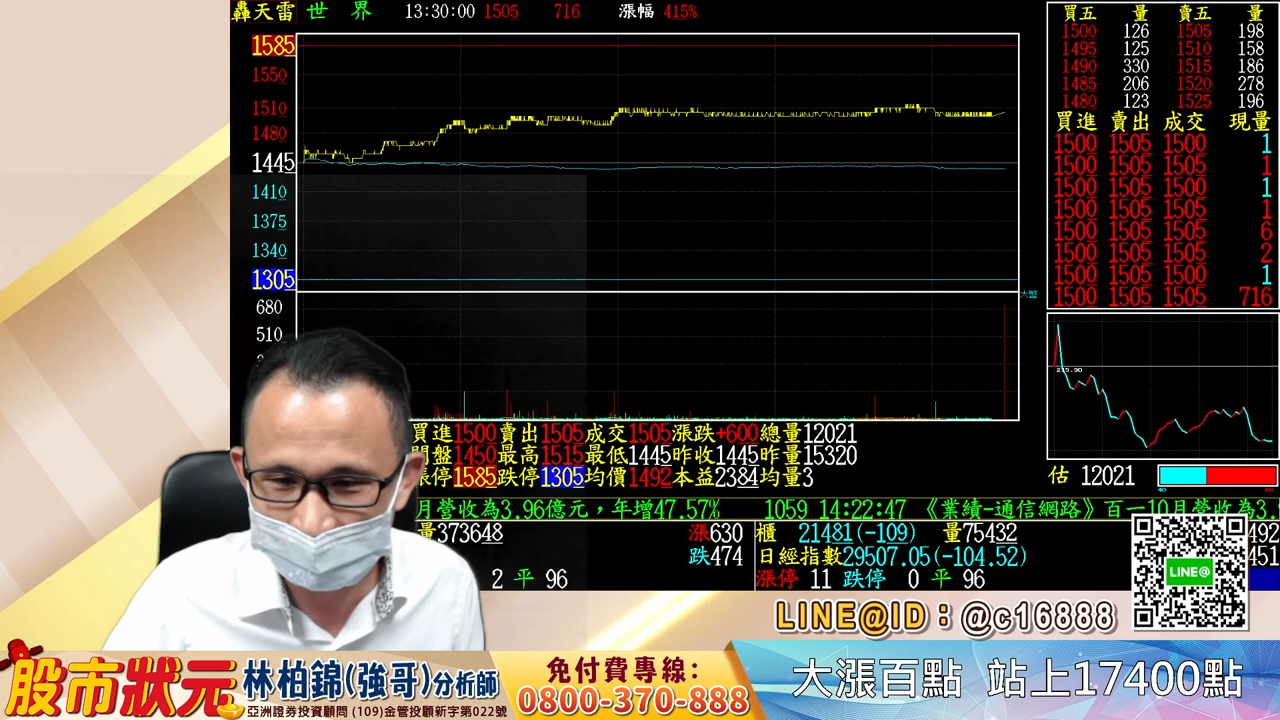 轟天雷 世 界 13:30:00 1505 716 漲幅 415%
1585
1550
1510
1480
1445
1410
1375
1340
1305
680
510
大盤
買五 量 賣五 量
1500 126 1505 198
1495 125 1510 158
1490 330 1515 186
1485 206 1520 278
1480 123 1525 196
買進 賣出 成交 現量
1500 1505 1500 1
1500 1505 1500 1
1500 1505 1500 1
1500 1505 1500 1
1500 1505 1500 6
1500 1505 1500 2
1500 1505 1500 1
1500 1505 1505 716
估 12021
買進1500賣出1505成交1505漲跌+600總量12021
開盤1450最高1515最低1445昨收1445昨量15320
漲停1585跌停1305均價1492本益2384均量3
月營收為3.96億元，年增47.57% 1059 14:22:47 《業績-通信網路》百一10月營收為3.
量373648 漲630 櫃 21481(-109) 量75432 492
跌474 日經指數29507.05(-104.52) 451
2 平 96 漲停 11 跌停 0 平 96
LINE@
LINE@ID：@c16888
股市狀元
林柏錦(強哥)分析師
亞洲證券投資顧問 (109)金管投顧新字第022號
免付費專線：
0800-370-888
大漲百點 站上17400點